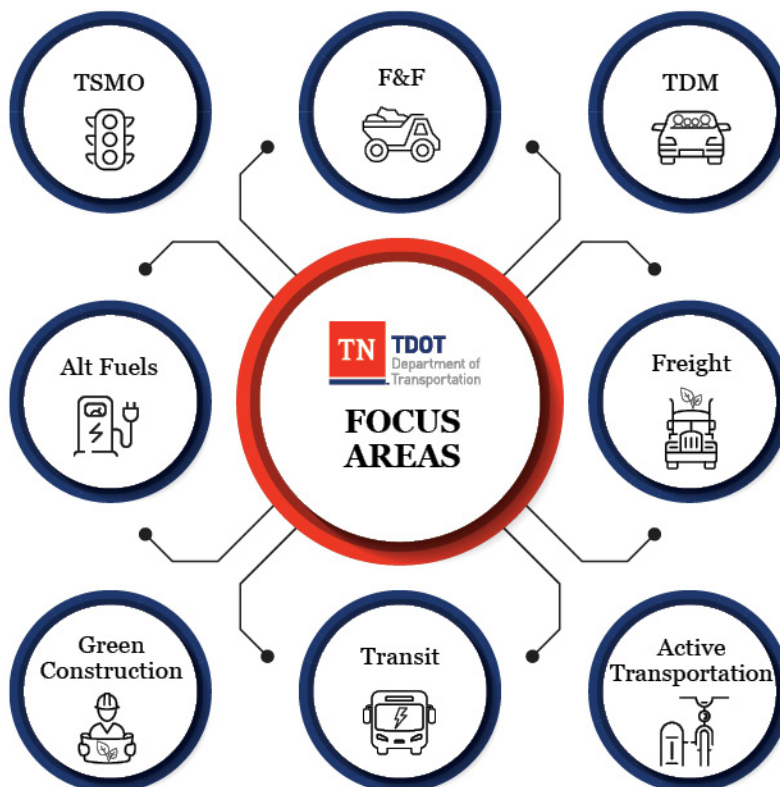 TSMO
F&F
TDM
Alt Fuels
TN
TDOT
Department of
Transportation
FOCUS
AREAS
Freight
Green
Construction
Transit
Active
Transportation